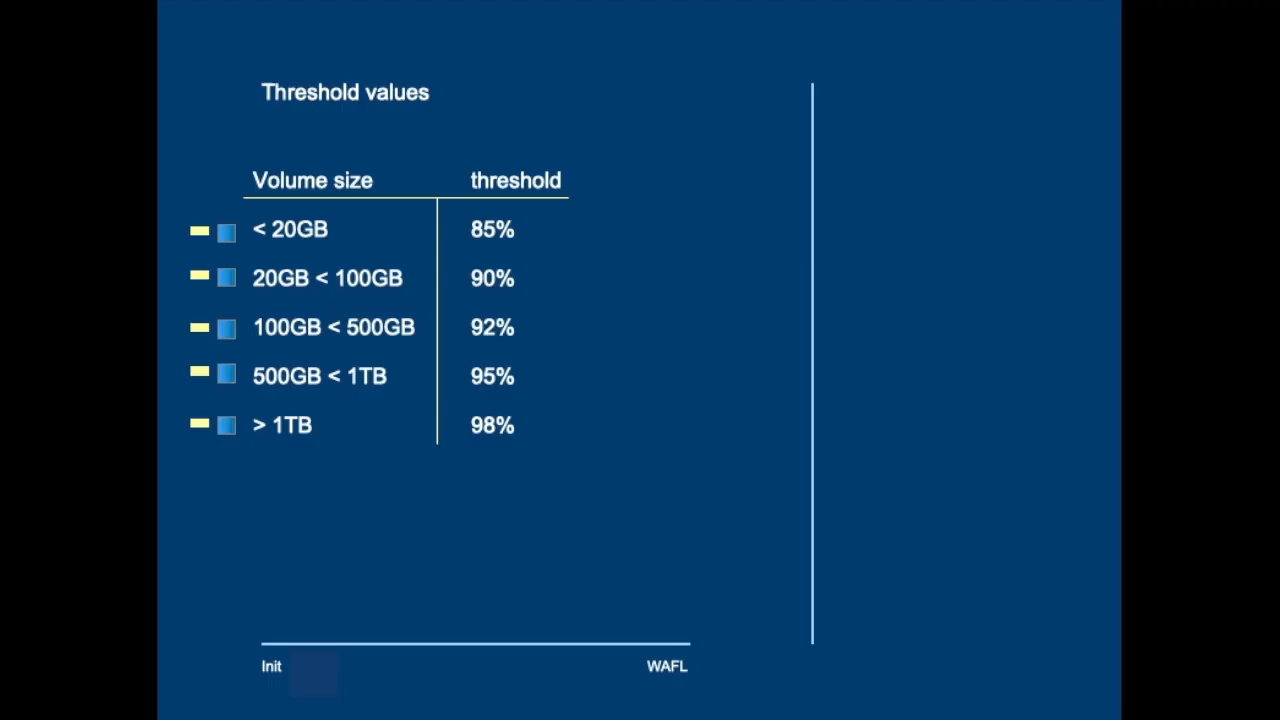 Threshold values
Volume size threshold
< 20GB 85%
20GB < 100GB 90%
100GB < 500GB 92%
500GB < 1TB 95%
> 1TB 98%
Init WAFL